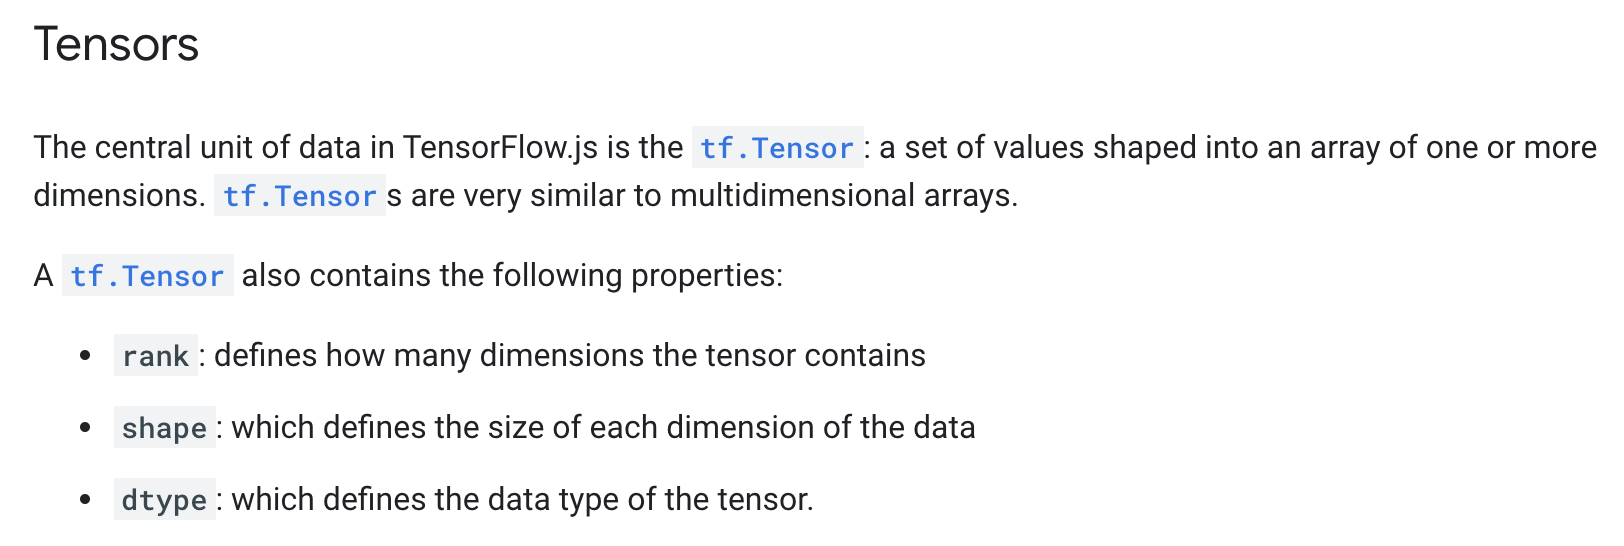 Tensors
The central unit of data in TensorFlow.js is the tf.Tensor: a set of values shaped into an array of one or more
dimensions. tf.Tensors are very similar to multidimensional arrays.
A tf.Tensor also contains the following properties:
• rank: defines how many dimensions the tensor contains
• shape: which defines the size of each dimension of the data
• dtype: which defines the data type of the tensor.